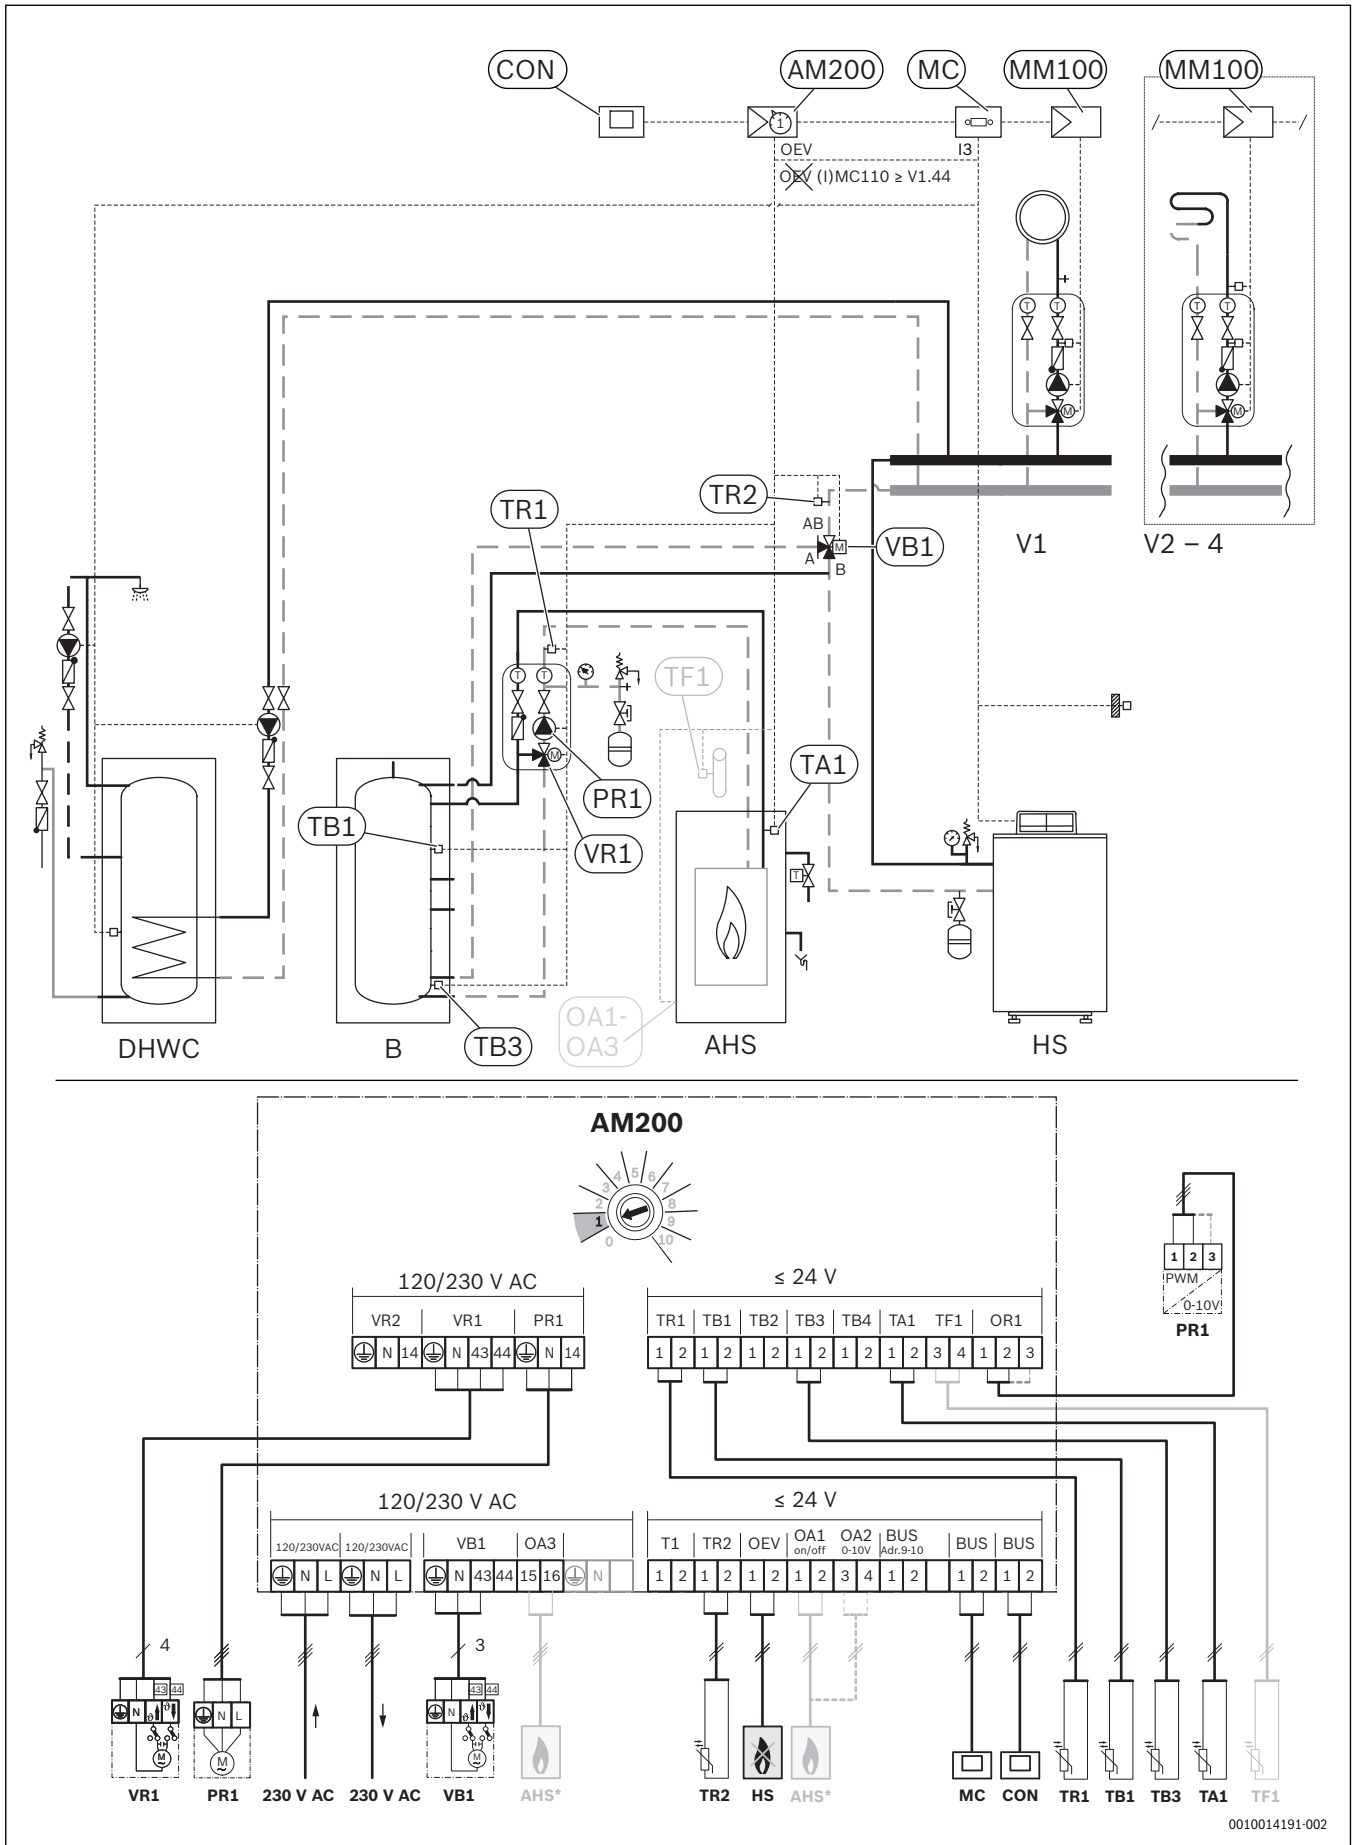 CON AM200 MC MM100 MM100
1
OEV I3
OEV (I)MC110 ≥ V1.44
T T T T
M M
TR2
TR1
AB
M
VB1
A
B
V1 V2 – 4
T T
TF1
M
TA1
PR1
TB1
VR1
T
OA1-
OA3
DHWC B TB3 AHS HS
AM200
0 1 2 3 4 5 6 7 8 9 10
120/230 V AC ≤ 24 V
VR2 VR1 PR1 TR1 TB1 TB2 TB3 TB4 TA1 TF1 OR1
N 14 N 43 44 N 14 1 2 1 2 1 2 1 2 1 2 1 2 3 4 1 2 3
1 2 3
PWM
0-10V
PR1
120/230 V AC ≤ 24 V
120/230VAC 120/230VAC VB1 OA3 T1 TR2 OEV OA1 on/off OA2 0-10V BUS Adr.9-10 BUS BUS
N L N L N 43 44 15 16 N 1 2 1 2 1 2 1 2 3 4 1 2 1 2 1 2
4 3
43 44 43 44
N N L N
M M M
VR1 PR1 230 V AC 230 V AC VB1 AHS* TR2 HS AHS* MC CON TR1 TB1 TB3 TA1 TF1
0010014191-002